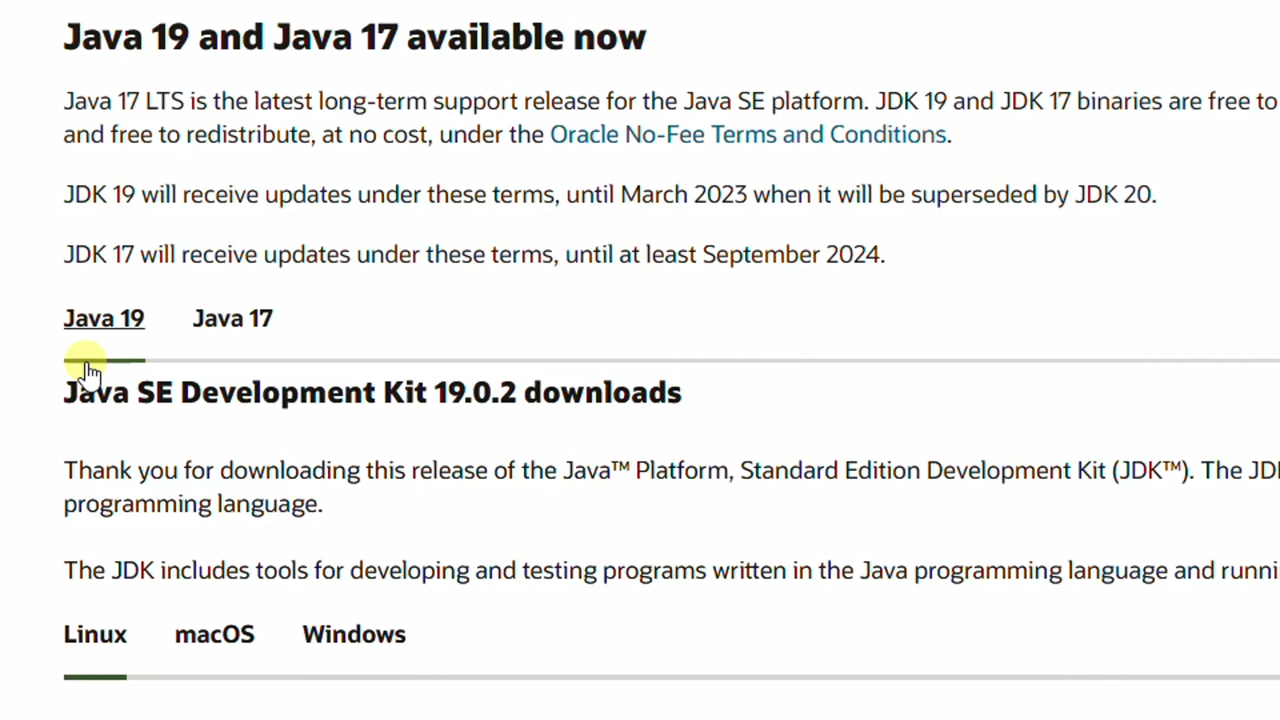 Java 19 and Java 17 available now
Java 17 LTS is the latest long-term support release for the Java SE platform. JDK 19 and JDK 17 binaries are free to
and free to redistribute, at no cost, under the Oracle No-Fee Terms and Conditions.
JDK 19 will receive updates under these terms, until March 2023 when it will be superseded by JDK 20.
JDK 17 will receive updates under these terms, until at least September 2024.
Java 19 Java 17
Java SE Development Kit 19.0.2 downloads
Thank you for downloading this release of the Java™ Platform, Standard Edition Development Kit (JDK™). The
programming language.
The JDK includes tools for developing and testing programs written in the Java programming language and
Linux macOS Windows